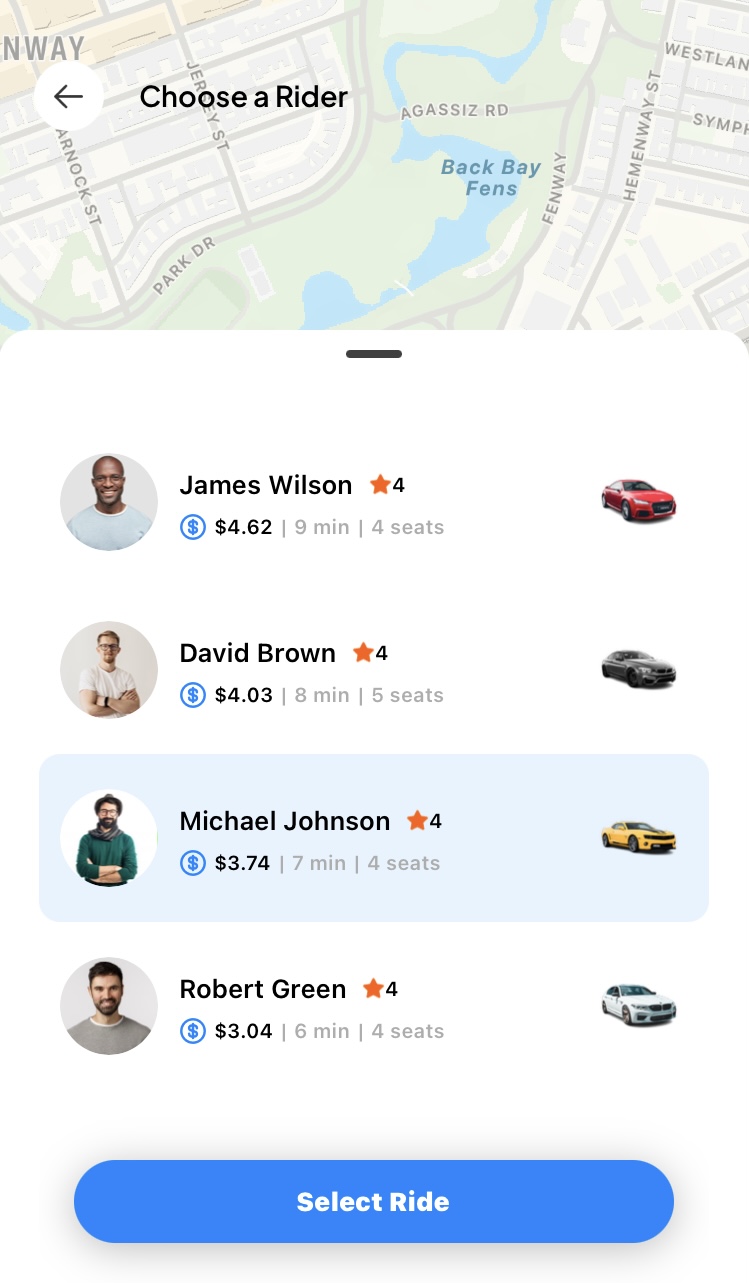 NWAY
JERSEY ST
Choose a Rider
ARNOCK ST
PARK DR
AGASSIZ RD
Back Bay
Fens
FENWAY
HEMENWAY ST
WESTLAN
SYMPH
James Wilson 4
$4.62 | 9 min | 4 seats
David Brown 4
$4.03 | 8 min | 5 seats
Michael Johnson 4
$3.74 | 7 min | 4 seats
Robert Green 4
$3.04 | 6 min | 4 seats
Select Ride